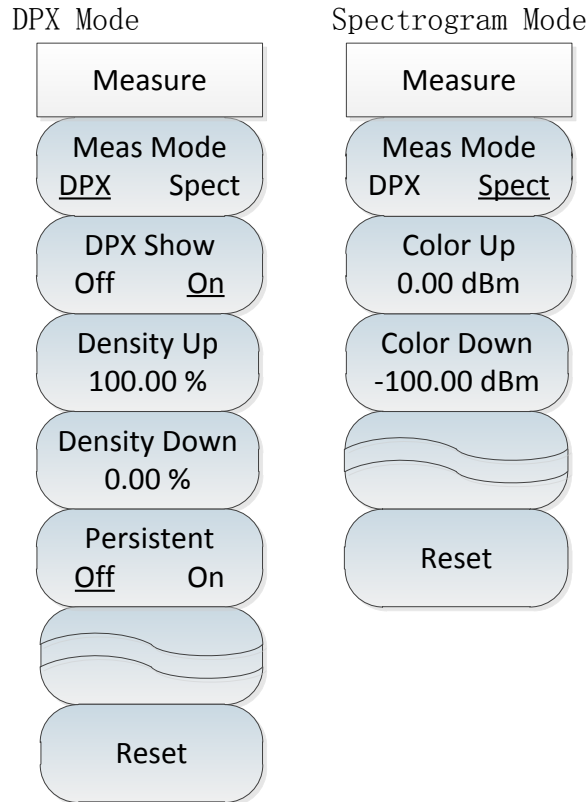 DPX Mode
Measure
Meas Mode
DPX Spect
DPX Show
Off On
Density Up
100.00 %
Density Down
0.00 %
Persistent
Off On
Reset
Spectrogram Mode
Measure
Meas Mode
DPX Spect
Color Up
0.00 dBm
Color Down
-100.00 dBm
Reset